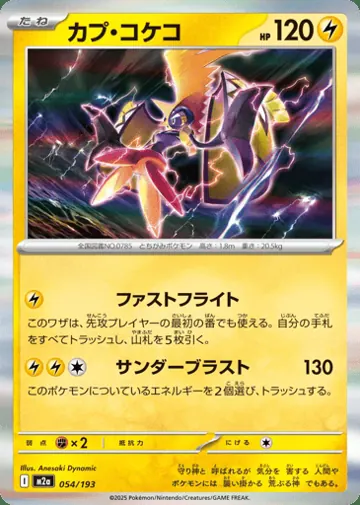 たね
カプ・コケコ
HP 120
全国図鑑NO.0785 とちがみポケモン 高さ：1.8m 重さ：20.5kg
ファストフライト
このワザは、先攻プレイヤーの最初の番でも使える。自分の手札
をすべてトラッシュし、山札を5枚引く。
サンダーブラスト 130
このポケモンについているエネルギーを2個選び、トラッシュする。
弱点 ×2 抵抗力 にげる
Illus. Anesaki Dynamic
I M2a 054/193
守り神と 呼ばれるが 気分を 害する
人間や ポケモンには 襲い掛かる 荒ぶる神 でもある。
©2025 Pokémon/Nintendo/Creatures/GAME FREAK.